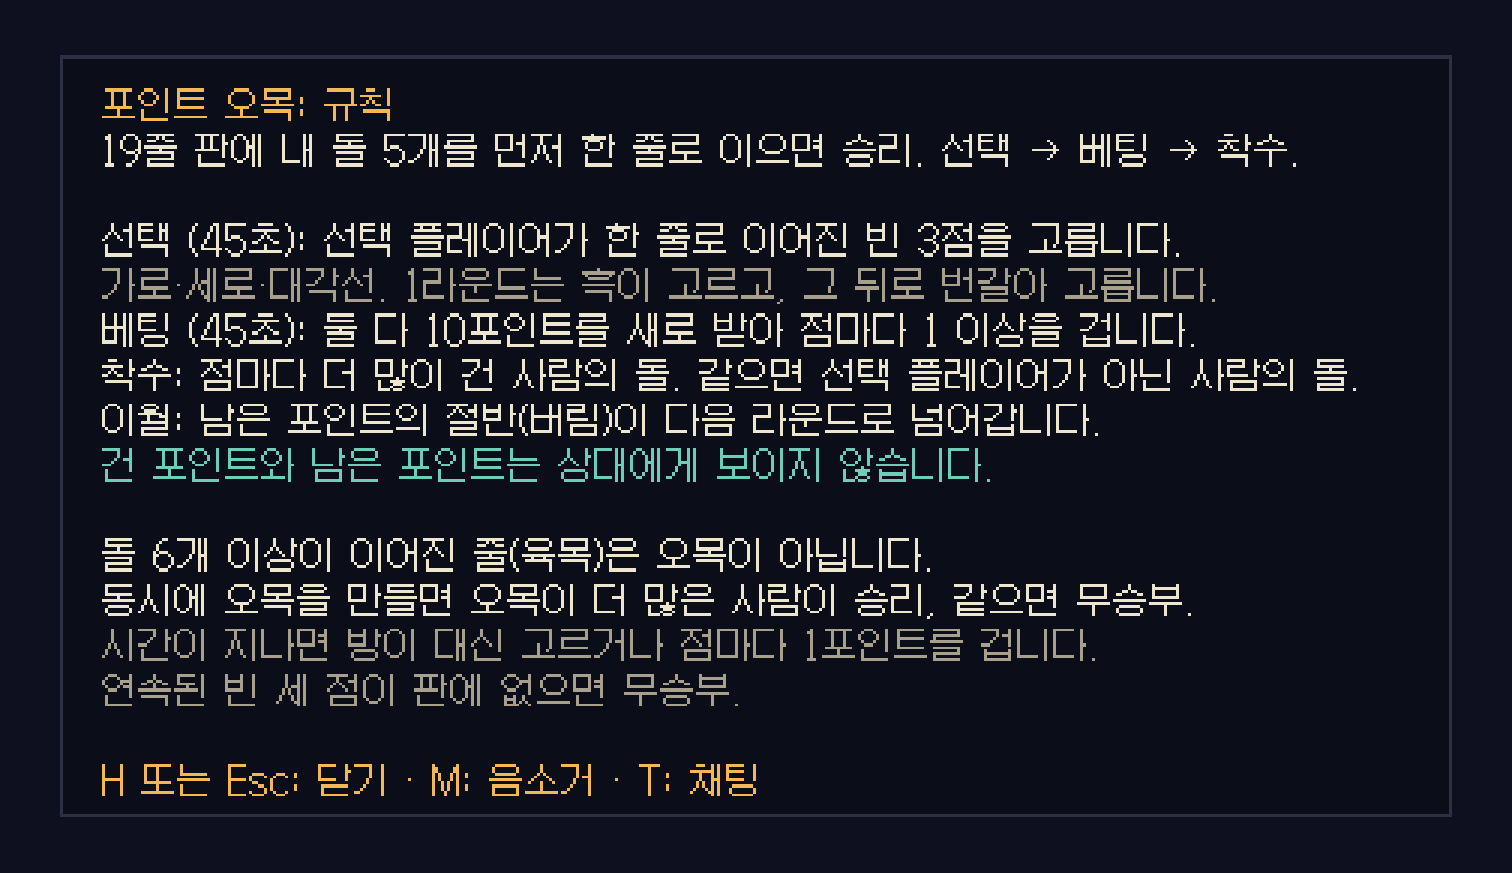 포인트 오목: 규칙
19줄 판에 내 돌 5개를 먼저 한 줄로 이으면 승리. 선택 → 베팅 → 착수.
선택 (45초): 선택 플레이어가 한 줄로 이어진 빈 3점을 고릅니다.
가로·세로·대각선. 1라운드는 흑이 고르고, 그 뒤로 번갈아 고릅니다.
베팅 (45초): 둘 다 10포인트를 새로 받아 점마다 1 이상을 겁니다.
착수: 점마다 더 많이 건 사람의 돌. 같으면 선택 플레이어가 아닌 사람의 돌.
이월: 남은 포인트의 절반(버림)이 다음 라운드로 넘어갑니다.
건 포인트와 남은 포인트는 상대에게 보이지 않습니다.
돌 6개 이상이 이어진 줄(육목)은 오목이 아닙니다.
동시에 오목을 만들면 오목이 더 많은 사람이 승리, 같으면 무승부.
시간이 지나면 방이 대신 고르거나 점마다 1포인트를 겁니다.
연속된 빈 세 점이 판에 없으면 무승부.
H 또는 Esc: 닫기 · M: 음소거 · T: 채팅